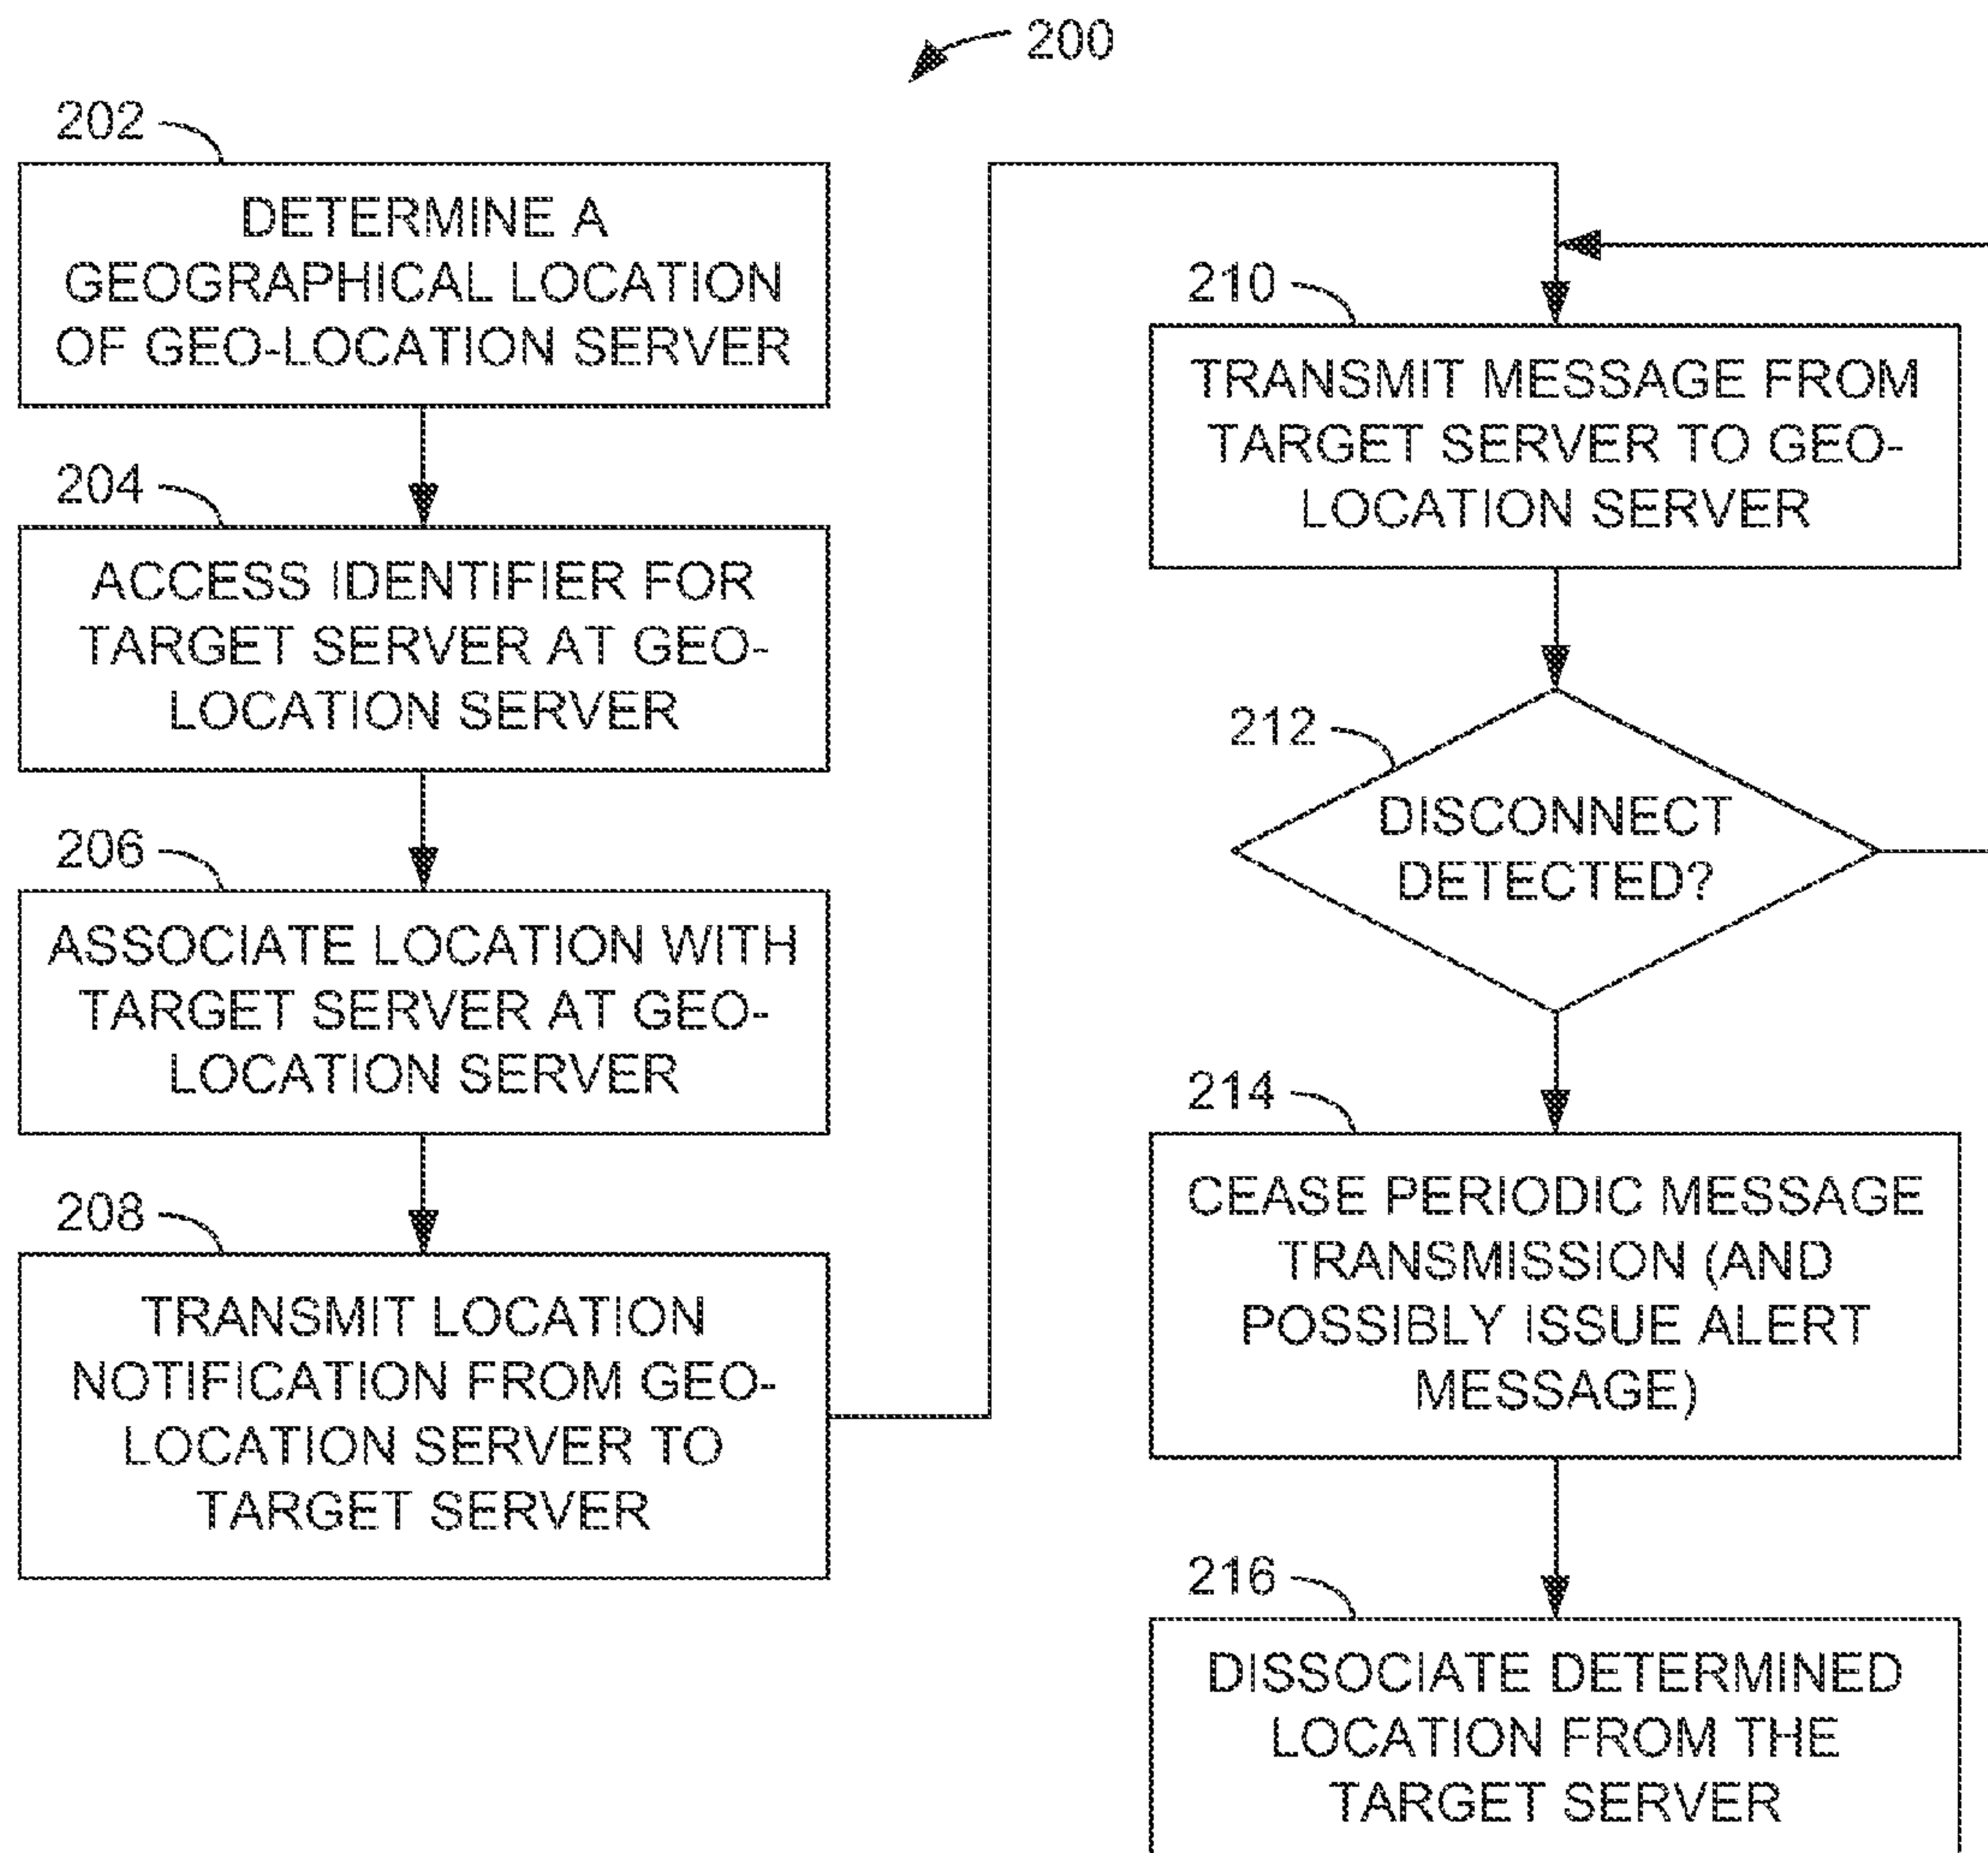 200
202
DETERMINE A
GEOGRAPHICAL LOCATION
OF GEO-LOCATION SERVER
204
ACCESS IDENTIFIER FOR
TARGET SERVER AT GEO-
LOCATION SERVER
206
ASSOCIATE LOCATION WITH
TARGET SERVER AT GEO-
LOCATION SERVER
208
TRANSMIT LOCATION
NOTIFICATION FROM GEO-
LOCATION SERVER TO
TARGET SERVER
210
TRANSMIT MESSAGE FROM
TARGET SERVER TO GEO-
LOCATION SERVER
212
DISCONNECT
DETECTED?
214
CEASE PERIODIC MESSAGE
TRANSMISSION (AND
POSSIBLY ISSUE ALERT
MESSAGE)
216
DISSOCIATE DETERMINED
LOCATION FROM THE
TARGET SERVER